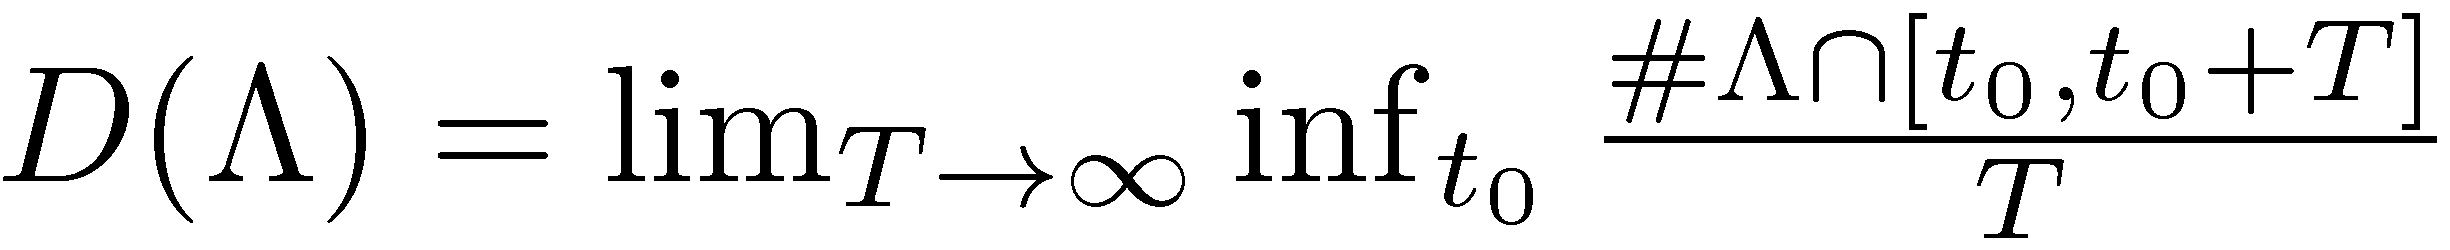 D(Λ) = lim_{T→∞} inf_{t_0} \frac{#Λ∩[t_0,t_0+T]}{T}